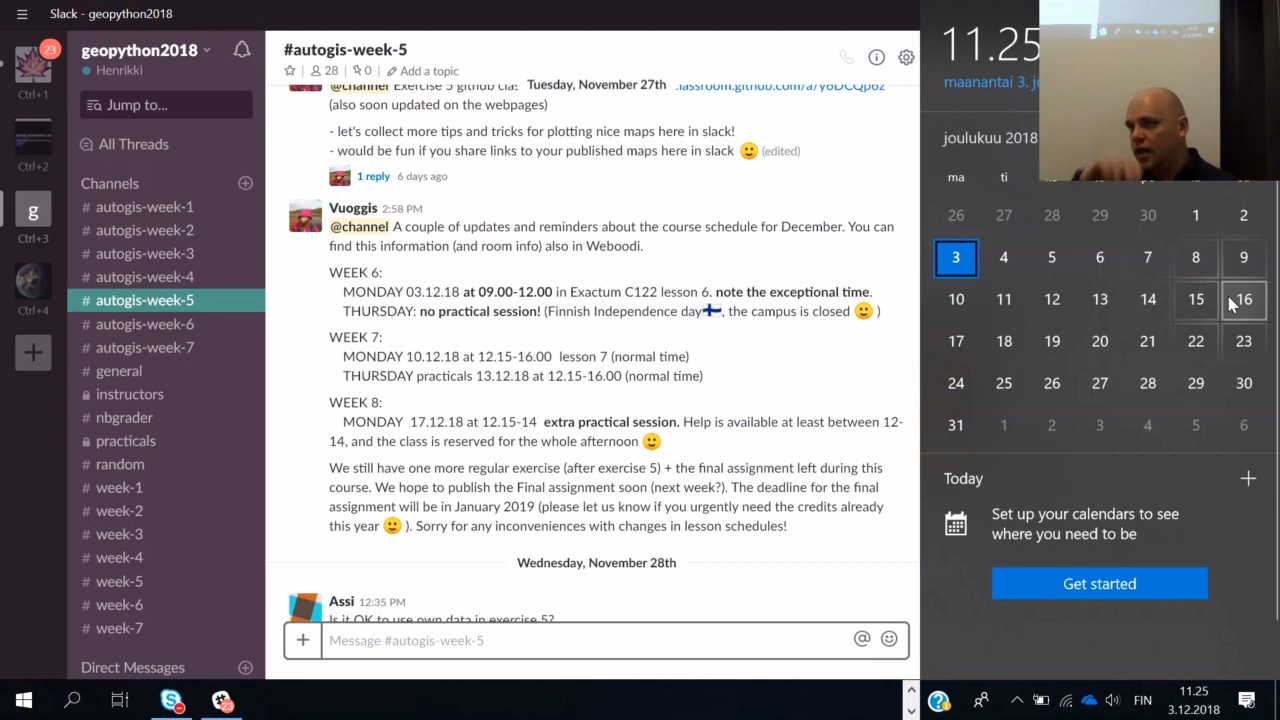 Slack - geopython2018
23
Ctrl+1
Ctrl+2
g
Ctrl+3
Ctrl+4
geopython2018
Henrikki
Jump to...
All Threads
Channels
# autogis-week-1
# autogis-week-2
# autogis-week-3
# autogis-week-4
# autogis-week-5
# autogis-week-6
# autogis-week-7
# general
instructors
# nbgrader
practicals
# random
# week-1
# week-2
# week-3
# week-4
# week-5
# week-6
# week-7
Direct Messages
#autogis-week-5
28 | 0 | Add a topic
Tuesday, November 27th
@channel Exercise 5 github
(also soon updated on the webpages)
- let's collect more tips and tricks for plotting nice maps here in slack!
- would be fun if you share links to your published maps here in slack 🙂 (edited)
1 reply 6 days ago
Vuoggis 2:58 PM
@channel A couple of updates and reminders about the course schedule for December. You can
find this information (and room info) also in Weboodi.
WEEK 6:
MONDAY 03.12.18 at 09.00-12.00 in Exactum C122 lesson 6. note the exceptional time.
THURSDAY: no practical session! (Finnish Independence day🇫🇮, the campus is closed 🙂 )
WEEK 7:
MONDAY 10.12.18 at 12.15-16.00 lesson 7 (normal time)
THURSDAY practicals 13.12.18 at 12.15-16.00 (normal time)
WEEK 8:
MONDAY 17.12.18 at 12.15-14 extra practical session. Help is available at least between 12-
14, and the class is reserved for the whole afternoon 🙂
We still have one more regular exercise (after exercise 5) + the final assignment left during this
course. We hope to publish the Final assignment soon (next week?). The deadline for the final
assignment will be in January 2019 (please let us know if you urgently need the credits already
this year 🙂 ). Sorry for any inconveniences with changes in lesson schedules!
Wednesday, November 28th
Assi 12:35 PM
Is it OK to use own data in exercise 5?
Message #autogis-week-5
11.25
maanantai 3.
joulukuu 2018
ma ti
26 27 28 29 30 1 2
3 4 5 6 7 8 9
10 11 12 13 14 15 16
17 18 19 20 21 22 23
24 25 26 27 28 29 30
31 1 2 3 4 5 6
Today
Set up your calendars to see
where you need to be
Get started
FIN
11.25
3.12.2018